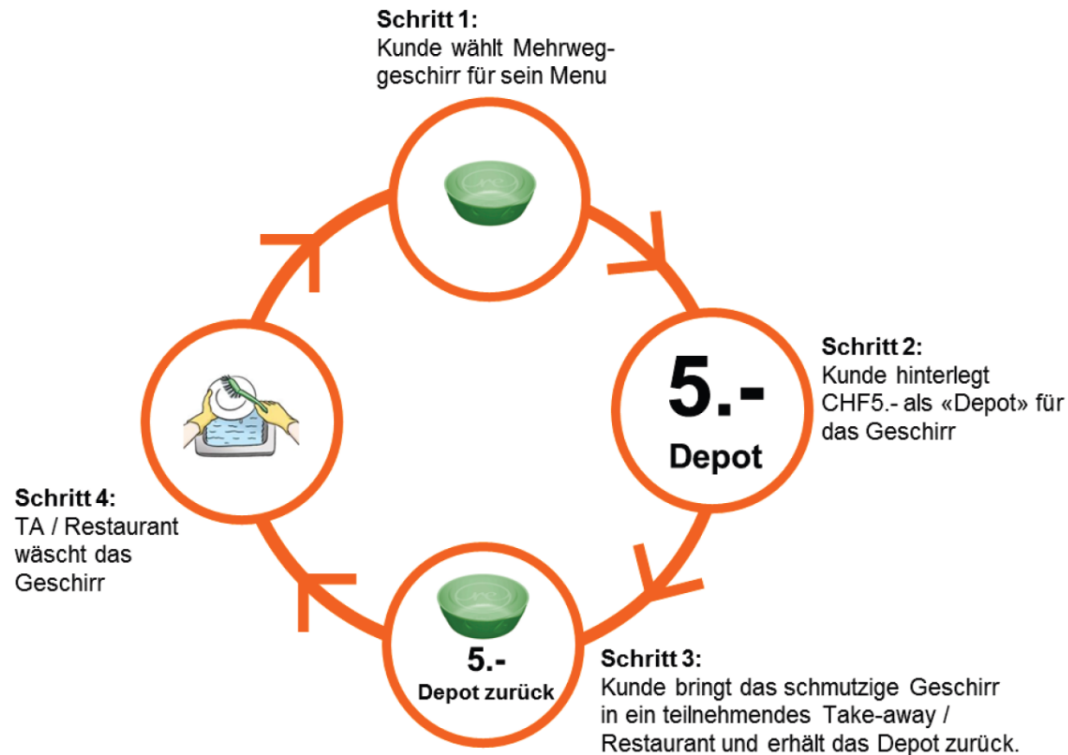 Schritt 1:
Kunde wählt Mehrweg-
geschirr für sein Menu
5.-
Depot
Schritt 2:
Kunde hinterlegt
CHF5.- als «Depot» für
das Geschirr
5.-
Depot zurück
Schritt 3:
Kunde bringt das schmutzige Geschirr
in ein teilnehmendes Take-away /
Restaurant und erhält das Depot zurück.
Schritt 4:
TA / Restaurant
wäscht das
Geschirr